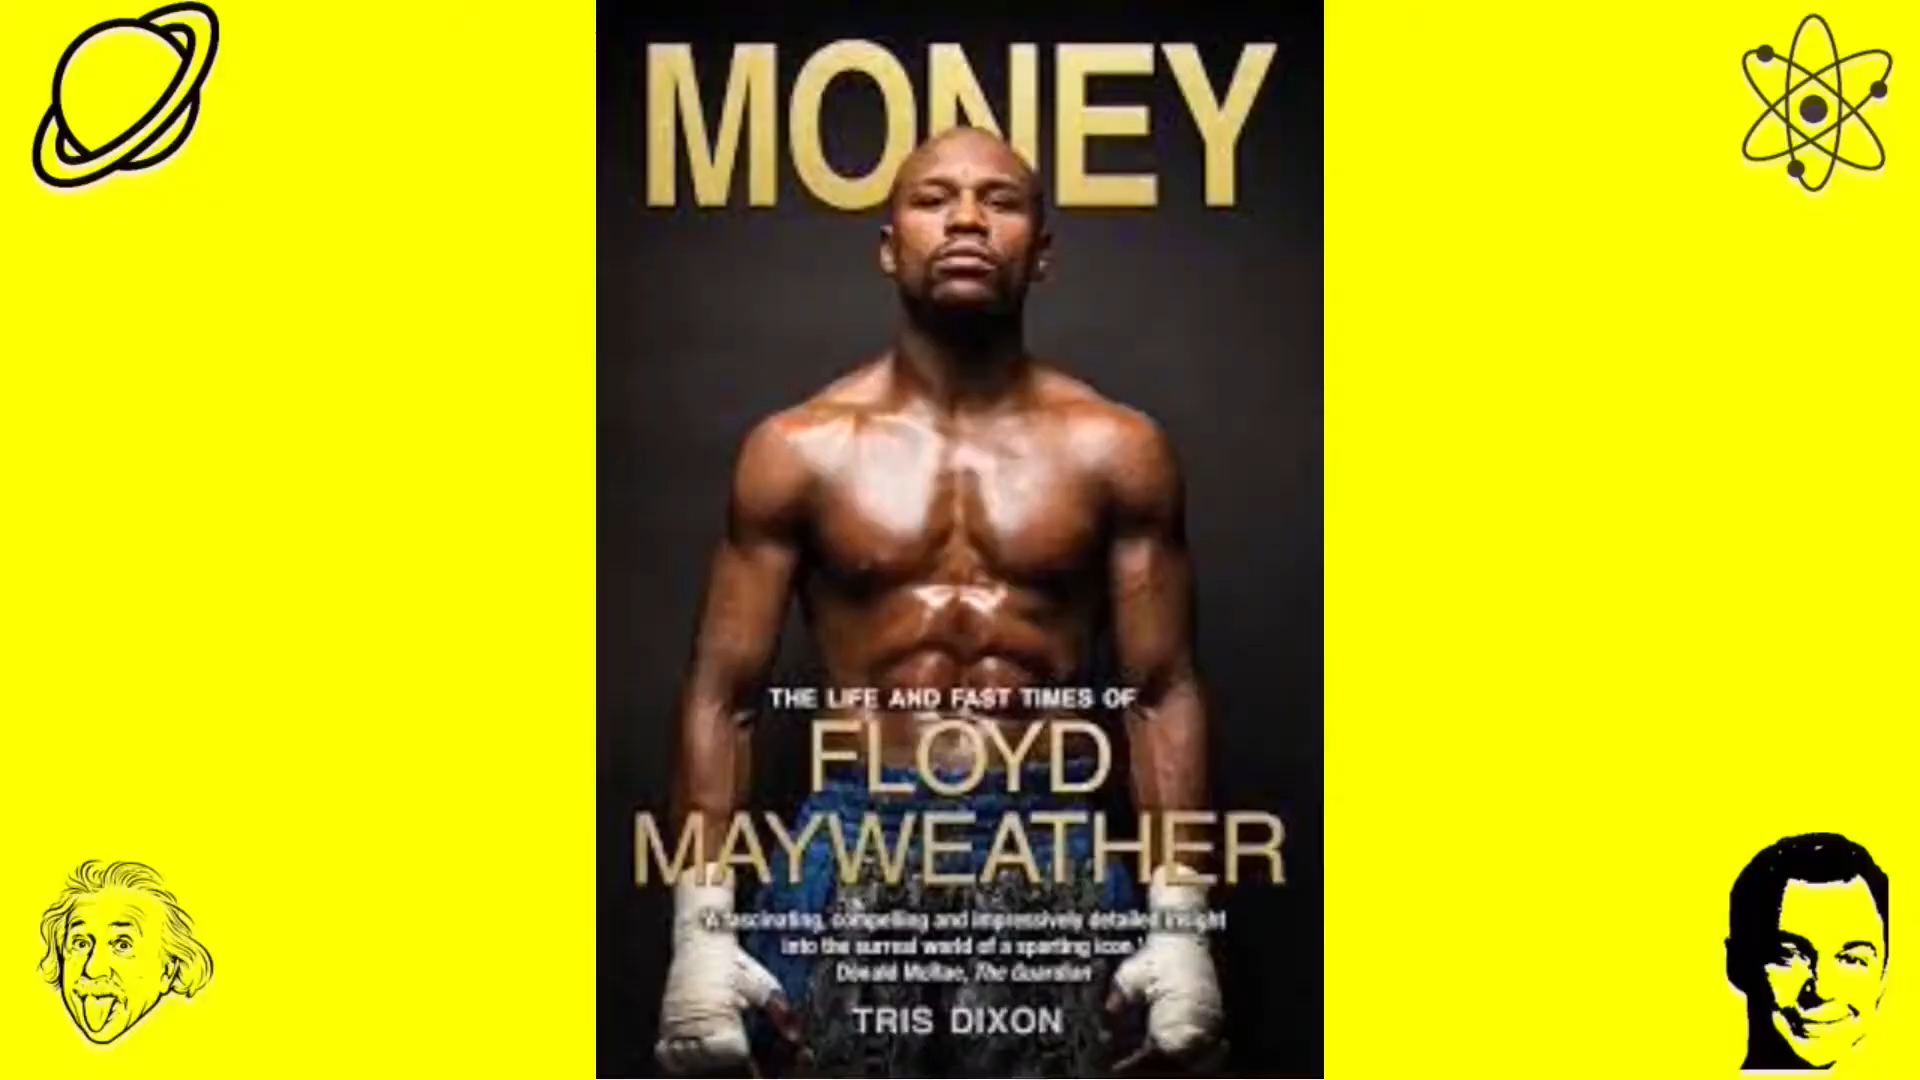 MONEY
THE LIFE AND FAST TIMES OF
FLOYD
MAYWEATHER
'A fascinating, compelling and impressively detailed insight
into the surreal world of a sporting icon.'
Donald McRae, The Guardian
TRIS DIXON